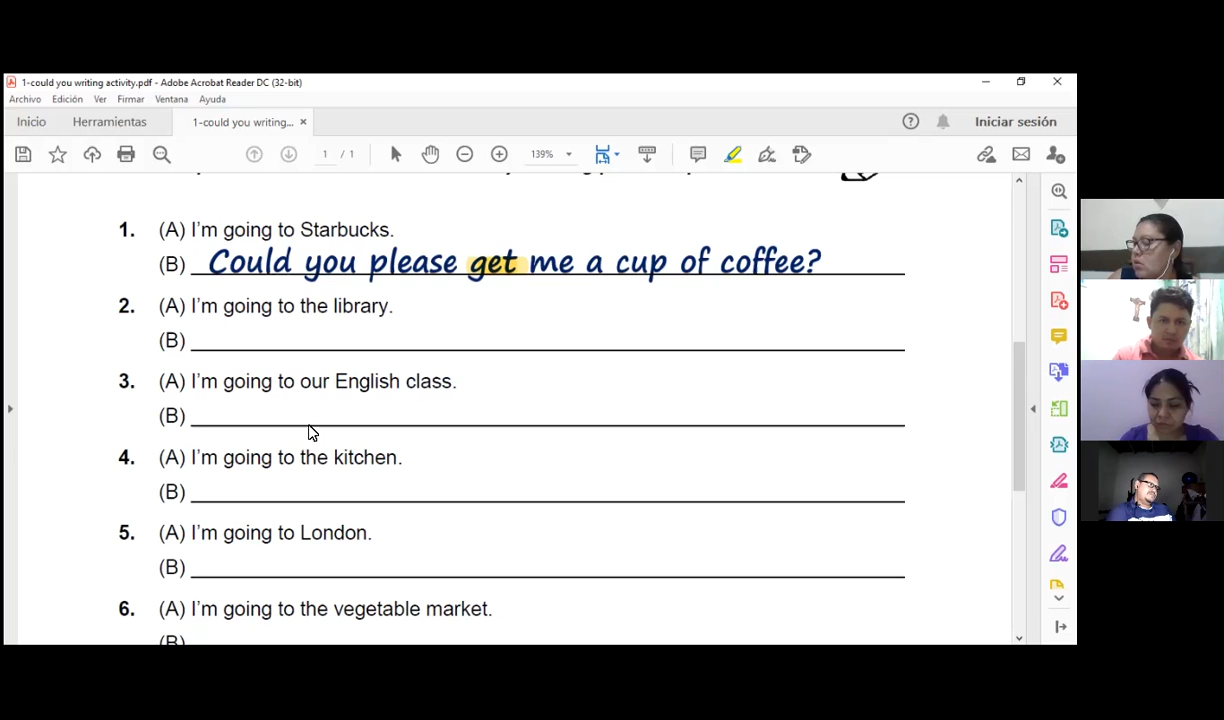 1-could you writing activity.pdf - Adobe Acrobat Reader DC (32-bit)
Archivo Edición Ver Firmar Ventana Ayuda
Inicio Herramientas 1-could you writing... × Iniciar sesión
1 / 1 139%
1. (A) I'm going to Starbucks.
(B) Could you please get me a cup of coffee?
2. (A) I'm going to the library.
(B)
3. (A) I'm going to our English class.
(B)
4. (A) I'm going to the kitchen.
(B)
5. (A) I'm going to London.
(B)
6. (A) I'm going to the vegetable market.
(B)